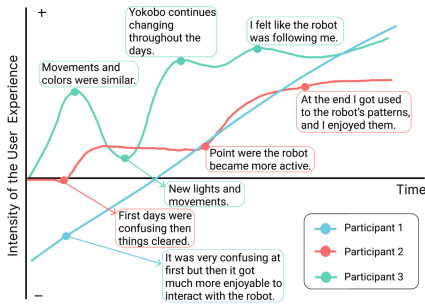 +
Yokobo continues
changing
throughout the
days.
I felt like the robot
was following me.
Movements and
colors were similar.
At the end I got used
to the robot's patterns,
and I enjoyed them.
Point were the robot
became more active.
Time
New lights and
movements.
First days were
confusing then
things cleared.
It was very confusing at
first but then it got
much more enjoyable to
interact with the robot.
Participant 1
Participant 2
Participant 3
Intensity of the User Experience
−